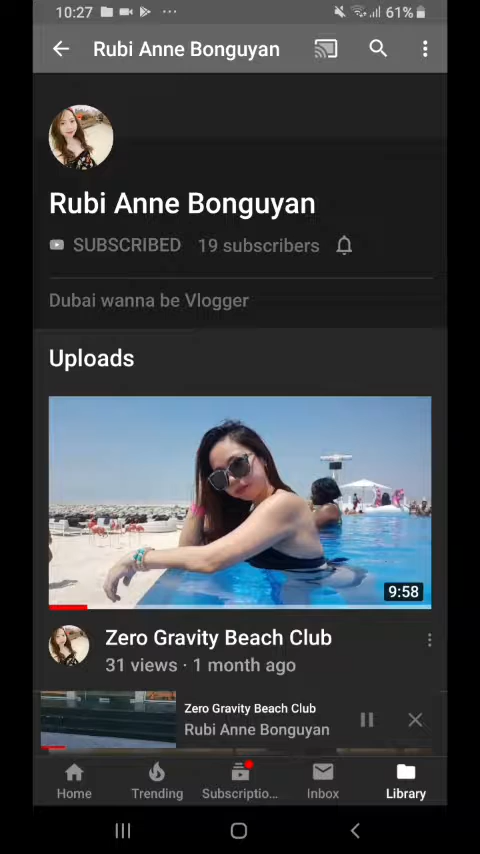 10:27
61%
Rubi Anne Bonguyan
Rubi Anne Bonguyan
SUBSCRIBED 19 subscribers
Dubai wanna be Vlogger
Uploads
9:58
Zero Gravity Beach Club
31 views · 1 month ago
Zero Gravity Beach Club
Rubi Anne Bonguyan
Home Trending Subscriptio... Inbox Library